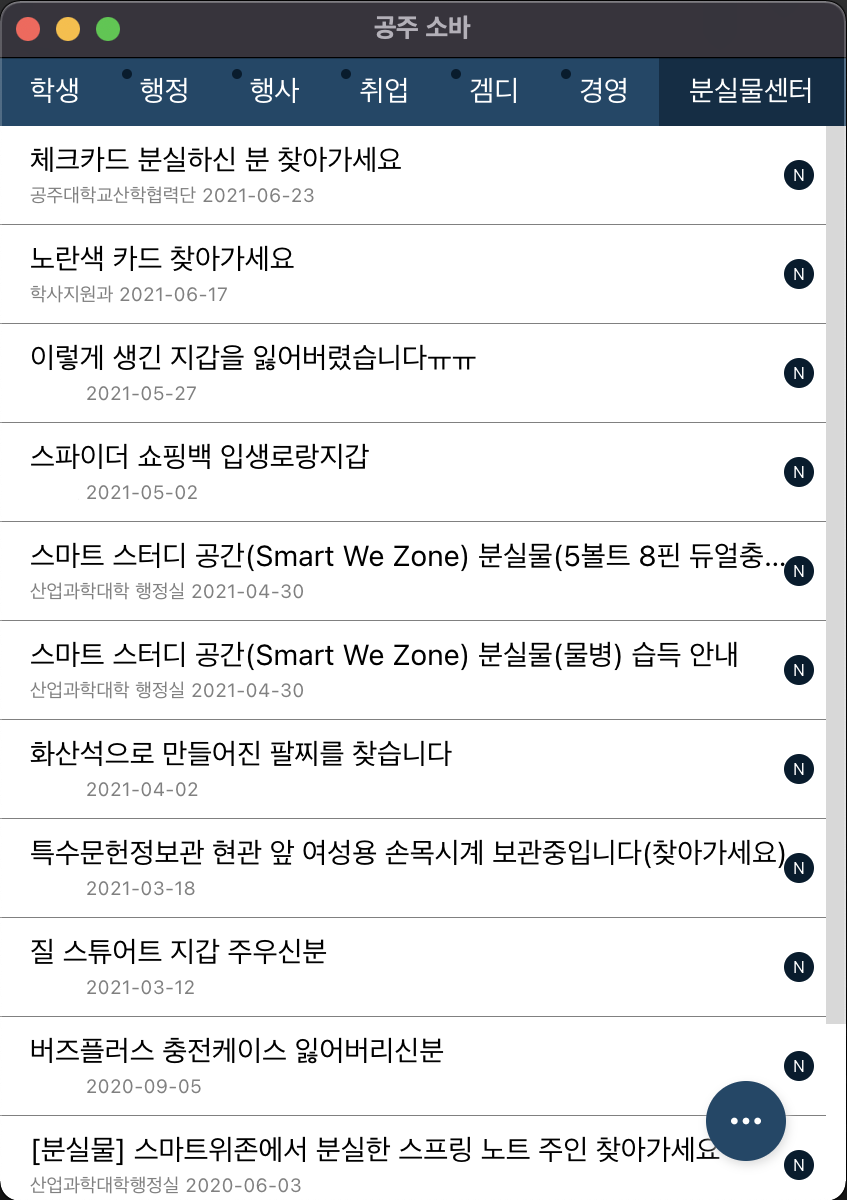 공주 소바
학생 행정 행사 취업 겜디 경영 분실물센터
체크카드 분실하신 분 찾아가세요
N
공주대학교산학협력단 2021-06-23
노란색 카드 찾아가세요
N
학사지원과 2021-06-17
이렇게 생긴 지갑을 잃어버렸습니다ㅠㅠ
N
2021-05-27
스파이더 쇼핑백 입생로랑지갑
N
2021-05-02
스마트 스터디 공간(Smart We Zone) 분실물(5볼트 8핀 듀얼충...
N
산업과학대학 행정실 2021-04-30
스마트 스터디 공간(Smart We Zone) 분실물(물병) 습득 안내
N
산업과학대학 행정실 2021-04-30
화산석으로 만들어진 팔찌를 찾습니다
N
2021-04-02
특수문헌정보관 현관 앞 여성용 손목시계 보관중입니다(찾아가세요)
N
2021-03-18
질 스튜어트 지갑 주우신분
N
2021-03-12
버즈플러스 충전케이스 잃어버리신분
N
2020-09-05
[분실물] 스마트위존에서 분실한 스프링 노트 주인 찾아가세요
N
산업과학대학행정실 2020-06-03